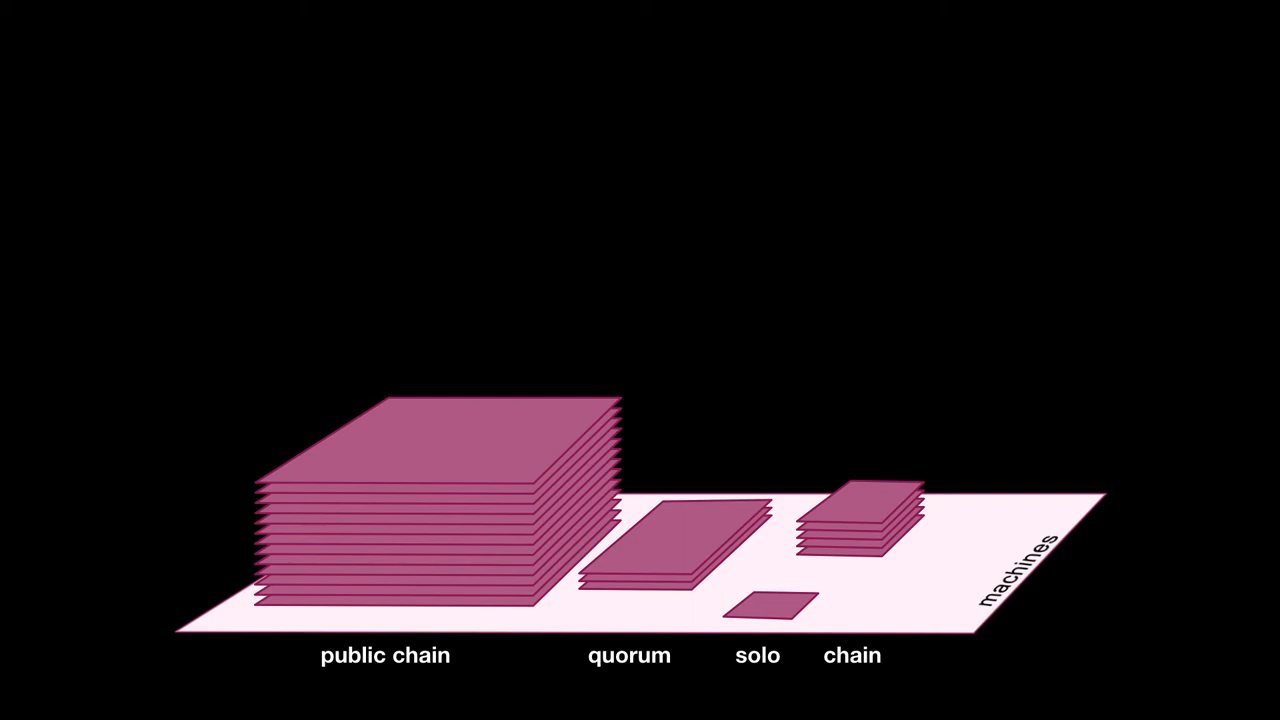 machines
public chain
quorum
solo
chain